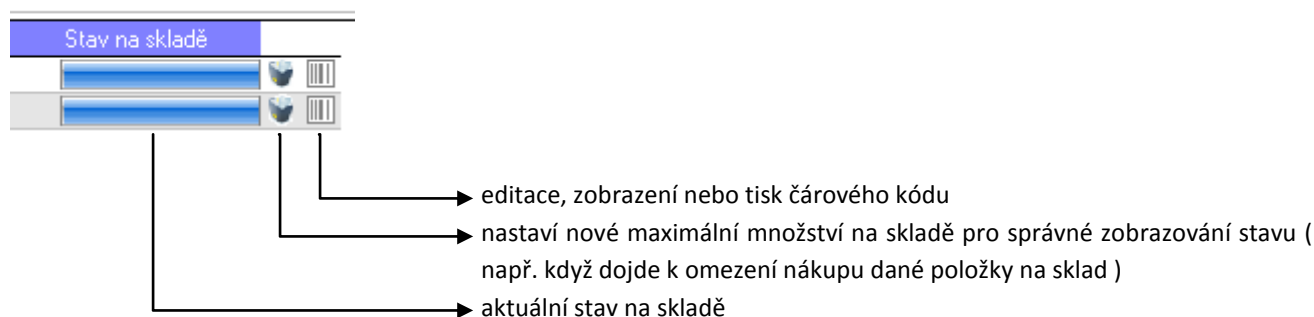 Stav na skladě
editace, zobrazení nebo tisk čárového kódu
nastaví nové maximální množství na skladě pro správné zobrazování stavu (
např. když dojde k omezení nákupu dané položky na sklad )
aktuální stav na skladě